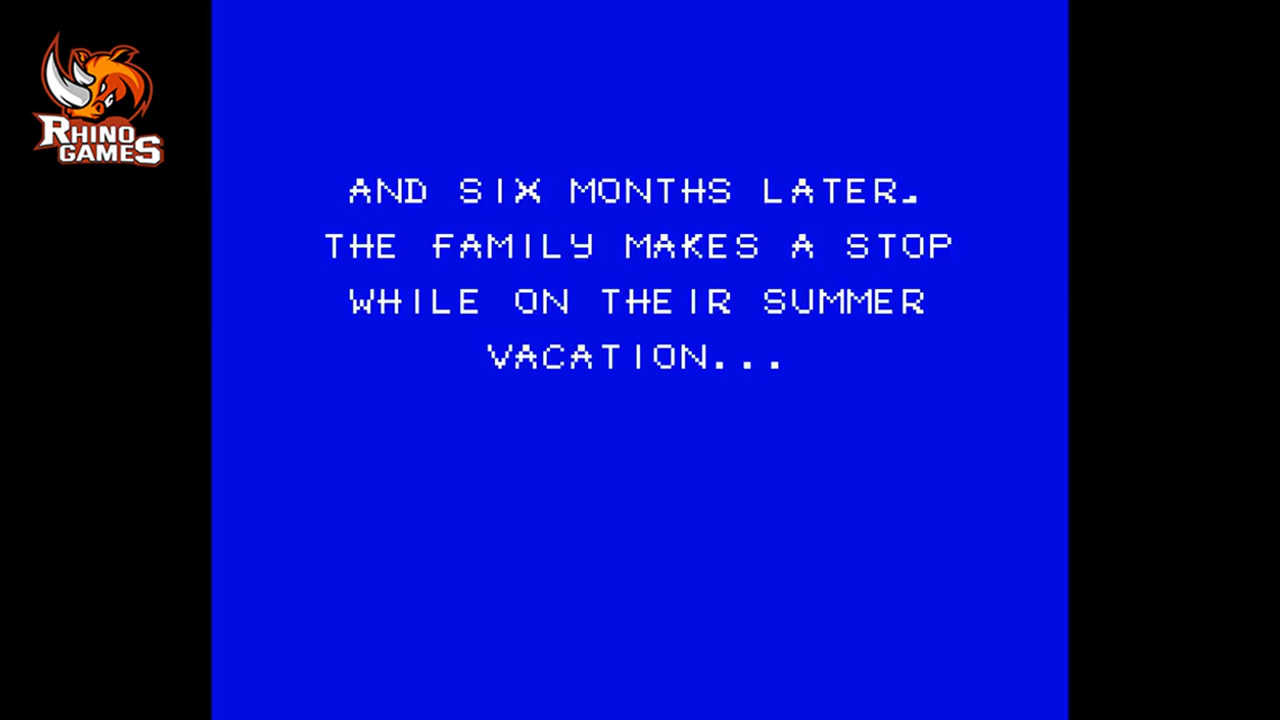 RHINO
GAMES
AND SIX MONTHS LATER.
THE FAMILY MAKES A STOP
WHILE ON THEIR SUMMER
VACATION...